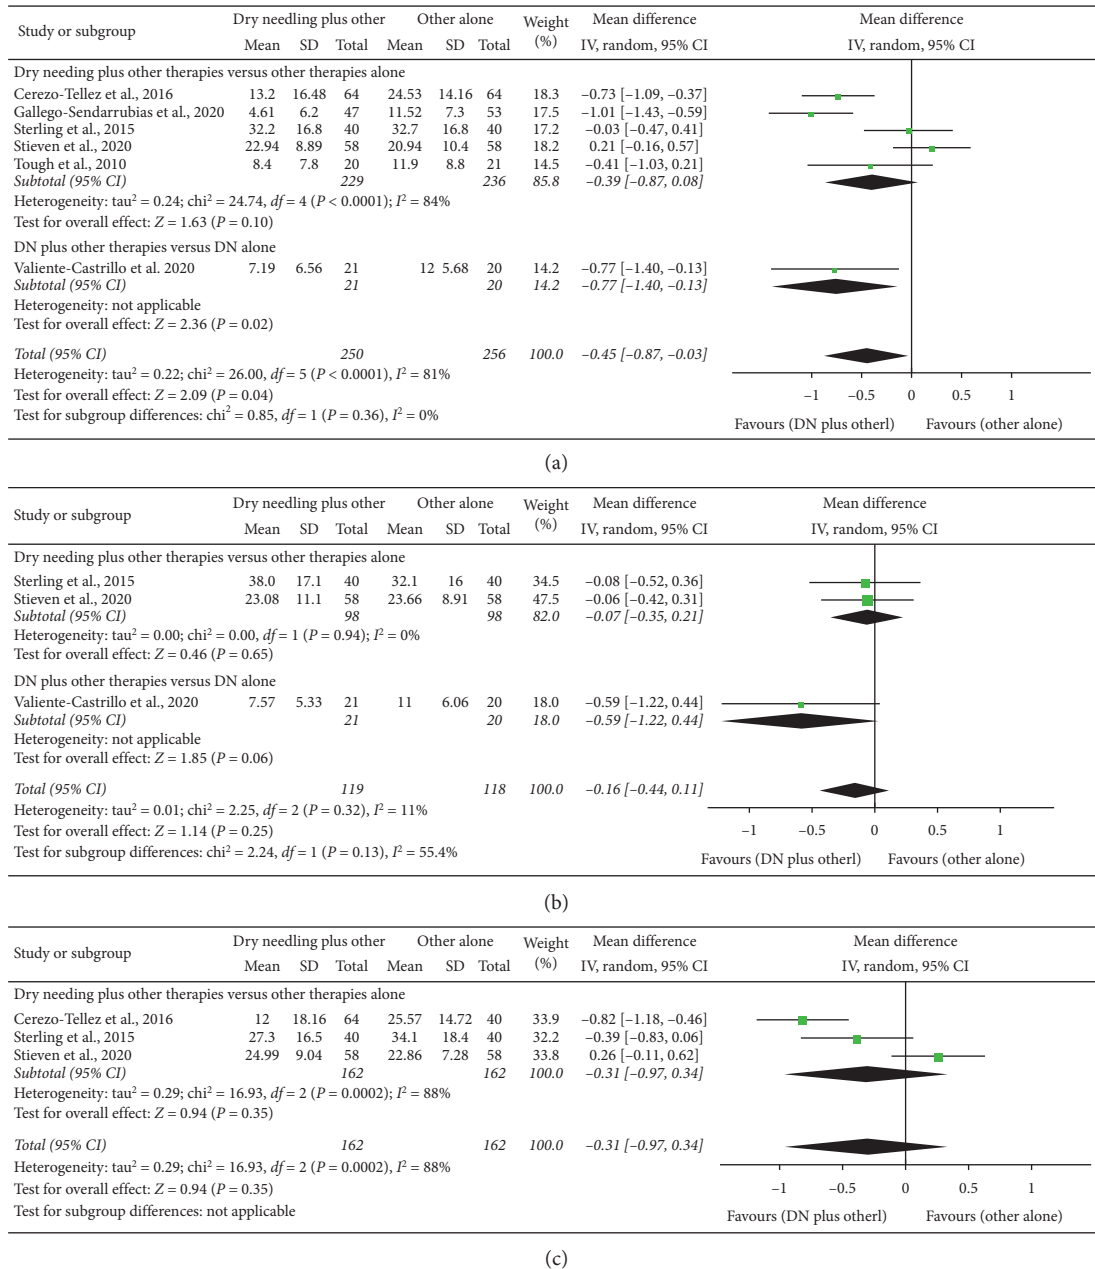 Study or subgroup Dry needling plus other Other alone Weight (%) Mean difference Mean difference
Mean SD Total Mean SD Total IV, random, 95% CI IV, random, 95% CI
Dry needing plus other therapies versus other therapies alone
Cerezo-Tellez et al., 2016 13.2 16.48 64 24.53 14.16 64 18.3 −0.73 [−1.09, −0.37]
Gallego-Sendarrubias et al., 2020 4.61 6.2 47 11.52 7.3 53 17.5 −1.01 [−1.43, −0.59]
Sterling et al., 2015 32.2 16.8 40 32.7 16.8 40 17.2 −0.03 [−0.47, 0.41]
Stieven et al., 2020 22.94 8.89 58 20.94 10.4 58 18.2 0.21 [−0.16, 0.57]
Tough et al., 2010 8.4 7.8 20 11.9 8.8 21 14.5 −0.41 [−1.03, 0.21]
Subtotal (95% CI) 229 236 85.8 −0.39 [−0.87, 0.08]
Heterogeneity: tau² = 0.24; chi² = 24.74, df = 4 (P < 0.0001); I² = 84%
Test for overall effect: Z = 1.63 (P = 0.10)
DN plus other therapies versus DN alone
Valiente-Castrillo et al. 2020 7.19 6.56 21 12 5.68 20 14.2 −0.77 [−1.40, −0.13]
Subtotal (95% CI) 21 20 14.2 −0.77 [−1.40, −0.13]
Heterogeneity: not applicable
Test for overall effect: Z = 2.36 (P = 0.02)
Total (95% CI) 250 256 100.0 −0.45 [−0.87, −0.03]
Heterogeneity: tau² = 0.22; chi² = 26.00, df = 5 (P < 0.0001), I² = 81%
Test for overall effect: Z = 2.09 (P = 0.04)
Test for subgroup differences: chi² = 0.85, df = 1 (P = 0.36), I² = 0%
−1 −0.5 0 0.5 1
Favours (DN plus otherl) Favours (other alone)
(a)
Study or subgroup Dry needling plus other Other alone Weight (%) Mean difference Mean difference
Mean SD Total Mean SD Total IV, random, 95% CI IV, random, 95% CI
Dry needing plus other therapies versus other therapies alone
Sterling et al., 2015 38.0 17.1 40 32.1 16 40 34.5 −0.08 [−0.52, 0.36]
Stieven et al., 2020 23.08 11.1 58 23.66 8.91 58 47.5 −0.06 [−0.42, 0.31]
Subtotal (95% CI) 98 98 82.0 −0.07 [−0.35, 0.21]
Heterogeneity: tau² = 0.00; chi² = 0.00, df = 1 (P = 0.94); I² = 0%
Test for overall effect: Z = 0.46 (P = 0.65)
DN plus other therapies versus DN alone
Valiente-Castrillo et al., 2020 7.57 5.33 21 11 6.06 20 18.0 −0.59 [−1.22, 0.44]
Subtotal (95% CI) 21 20 18.0 −0.59 [−1.22, 0.44]
Heterogeneity: not applicable
Test for overall effect: Z = 1.85 (P = 0.06)
Total (95% CI) 119 118 100.0 −0.16 [−0.44, 0.11]
Heterogeneity: tau² = 0.01; chi² = 2.25, df = 2 (P = 0.32), I² = 11%
Test for overall effect: Z = 1.14 (P = 0.25)
Test for subgroup differences: chi² = 2.24, df = 1 (P = 0.13), I² = 55.4%
−1 −0.5 0 0.5 1
Favours (DN plus otherl) Favours (other alone)
(b)
Study or subgroup Dry needling plus other Other alone Weight (%) Mean difference Mean difference
Mean SD Total Mean SD Total IV, random, 95% CI IV, random, 95% CI
Dry needing plus other therapies versus other therapies alone
Cerezo-Tellez et al., 2016 12 18.16 64 25.57 14.72 40 33.9 −0.82 [−1.18, −0.46]
Sterling et al., 2015 27.3 16.5 40 34.1 18.4 40 32.2 −0.39 [−0.83, 0.06]
Stieven et al., 2020 24.99 9.04 58 22.86 7.28 58 33.8 0.26 [−0.11, 0.62]
Subtotal (95% CI) 162 162 100.0 −0.31 [−0.97, 0.34]
Heterogeneity: tau² = 0.29; chi² = 16.93, df = 2 (P = 0.0002); I² = 88%
Test for overall effect: Z = 0.94 (P = 0.35)
Total (95% CI) 162 162 100.0 −0.31 [−0.97, 0.34]
Heterogeneity: tau² = 0.29; chi² = 16.93, df = 2 (P = 0.0002), I² = 88%
Test for overall effect: Z = 0.94 (P = 0.35)
Test for subgroup differences: not applicable
−1 −0.5 0 0.5 1
Favours (DN plus otherl) Favours (other alone)
(c)